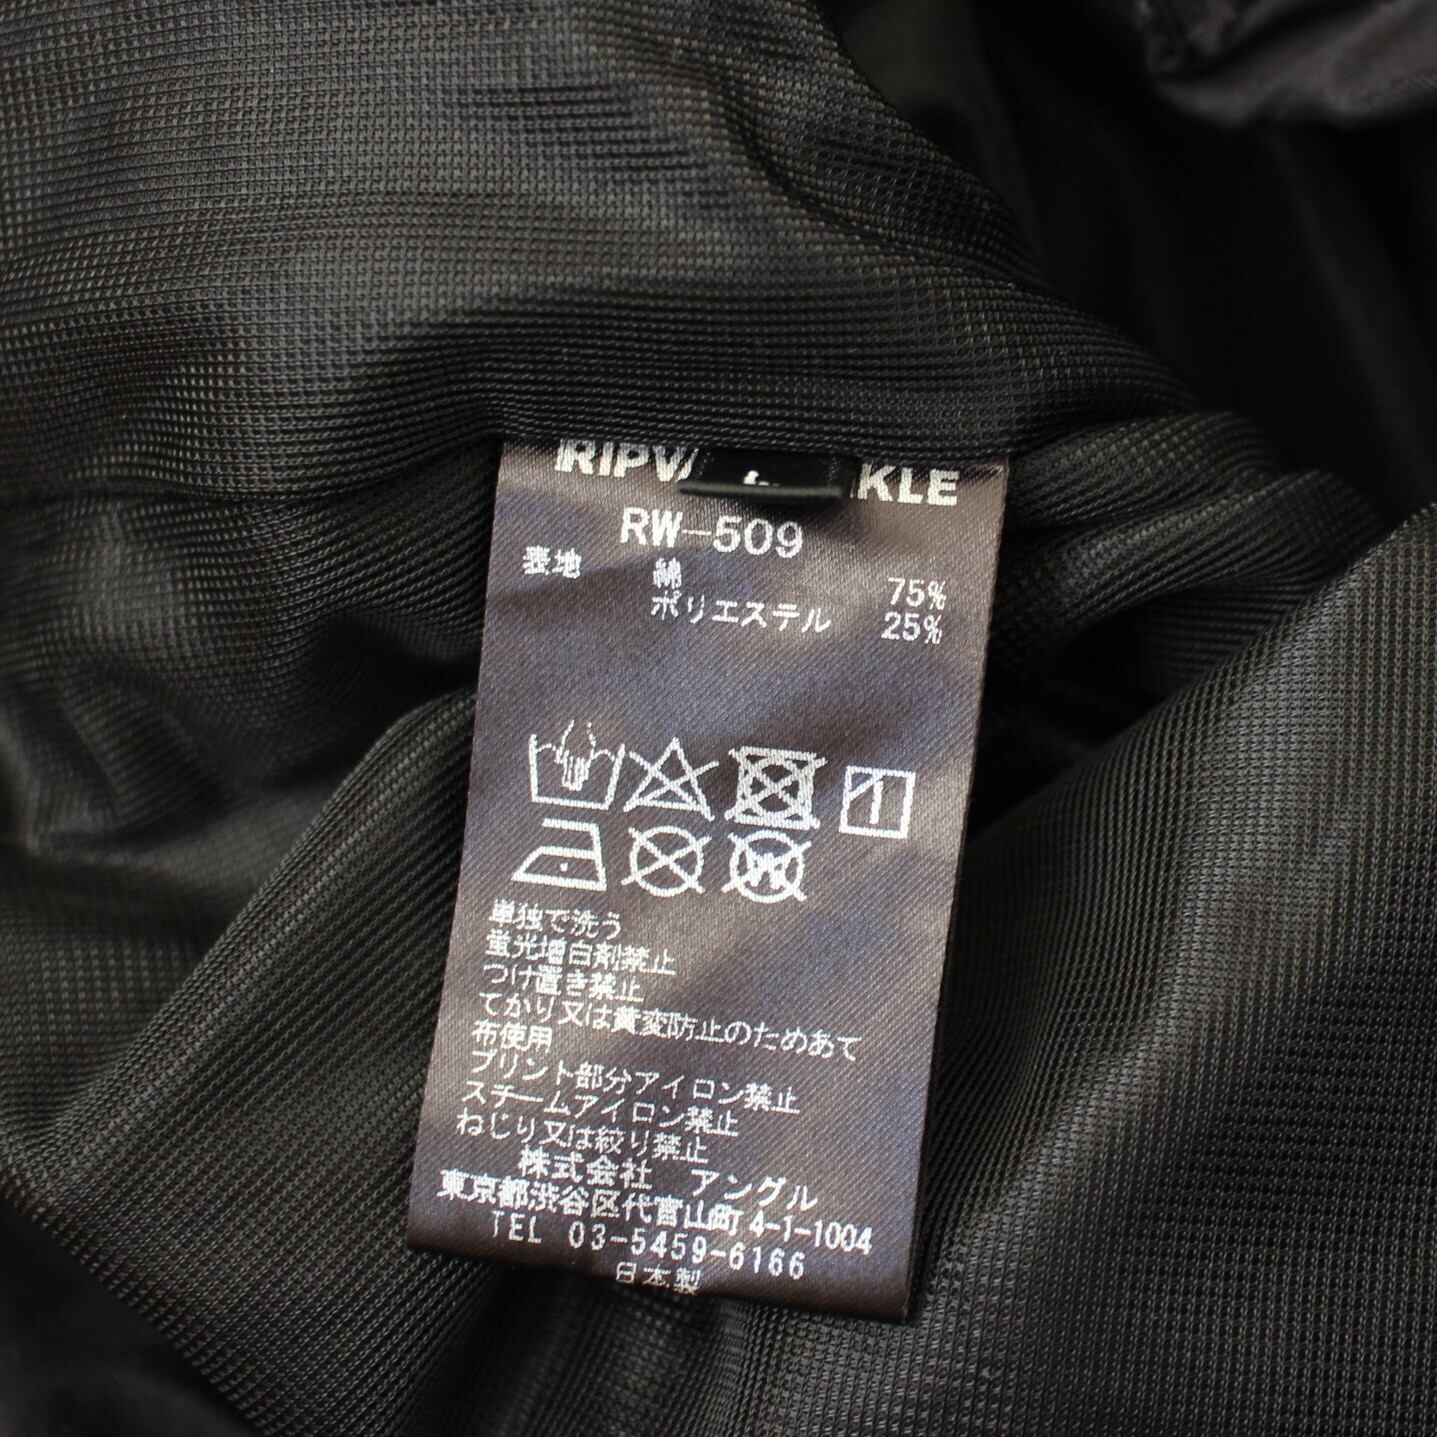 RIPV KLE
RW-509
表地 綿 75%
ポリエステル 25%
単独で洗う
蛍光増白剤禁止
つけ置き禁止
てかり又は黄変防止のためあて
布使用
プリント部分アイロン禁止
スチームアイロン禁止
ねじり又は絞り禁止
株式会社 アングル
東京都渋谷区代官山町4-1-1004
TEL 03-5459-6166
日本製